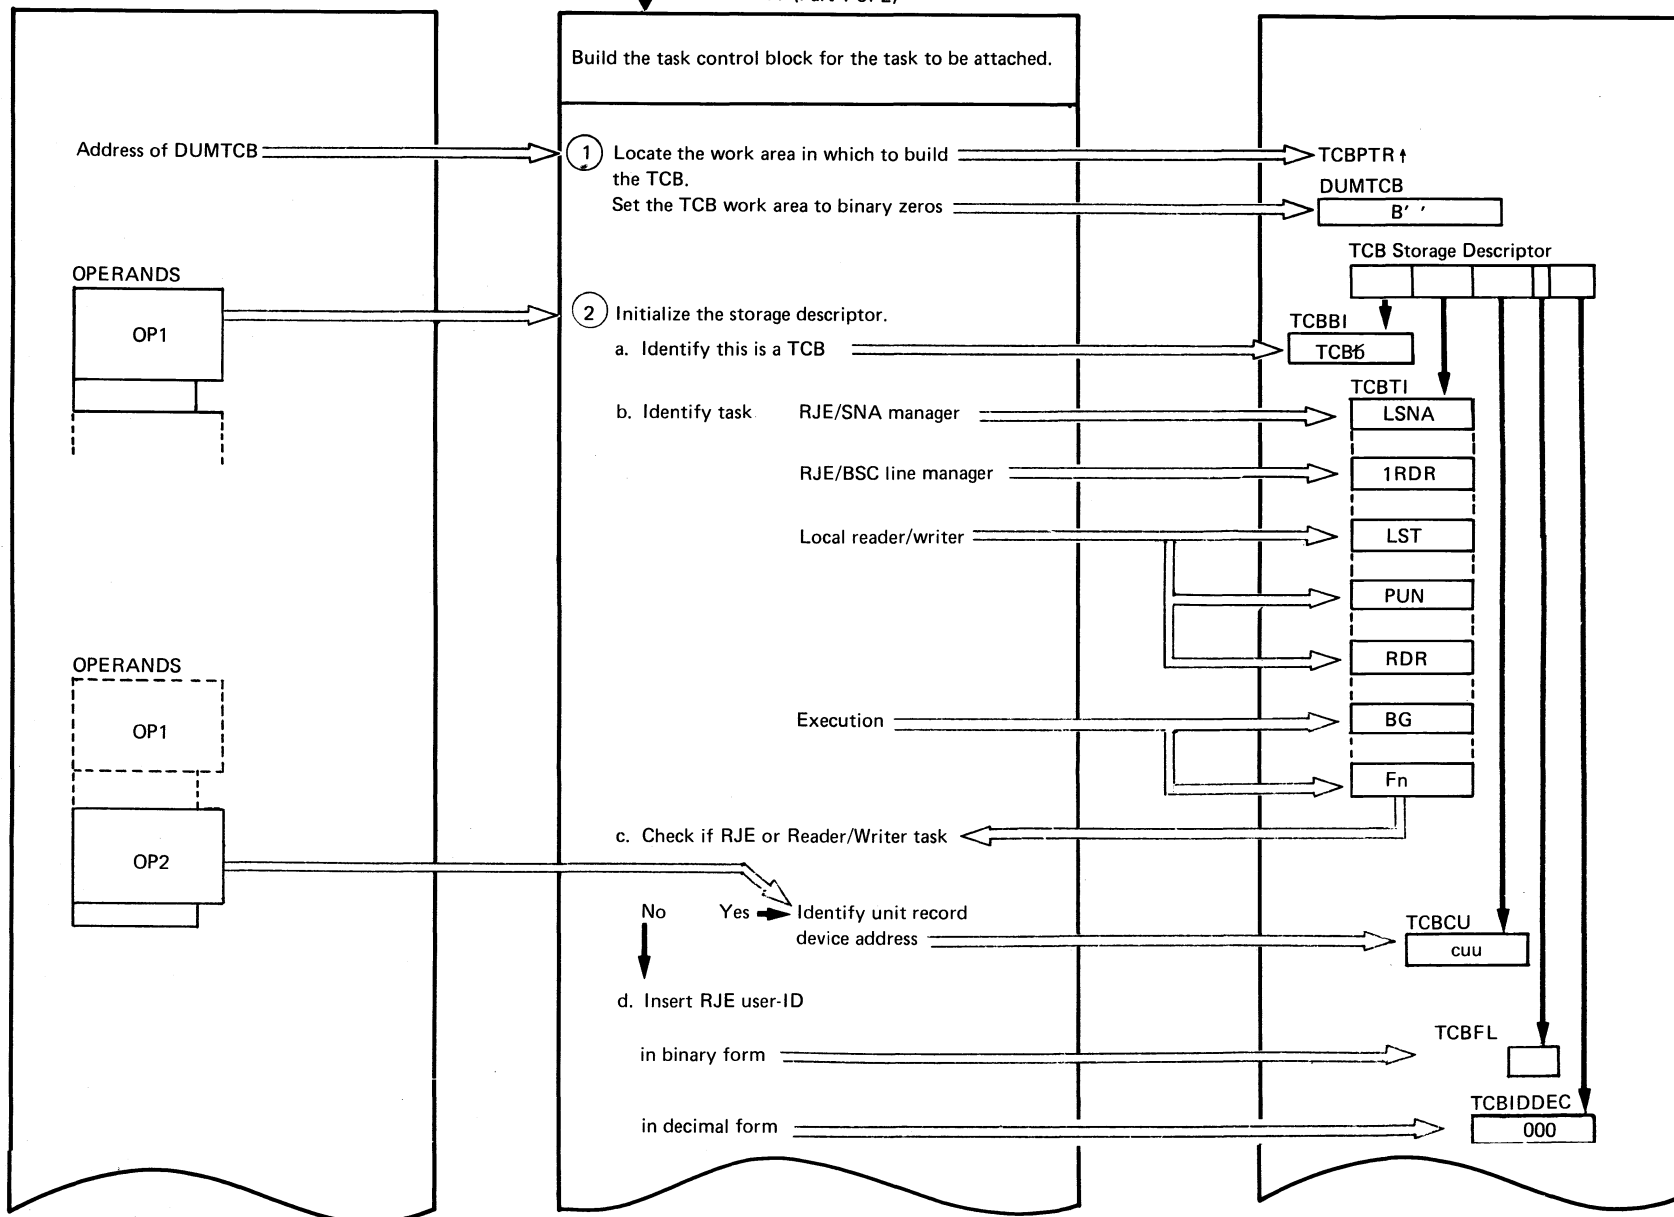 (Part 1 of 2)
Build the task control block for the task to be attached.
Address of DUMTCB
1 Locate the work area in which to build
the TCB.
Set the TCB work area to binary zeros
TCBPTR
DUMTCB
B' '
TCB Storage Descriptor
OPERANDS
OP1
2 Initialize the storage descriptor.
a. Identify this is a TCB
TCBBI
TCBƀ
b. Identify task
RJE/SNA manager
TCBTI
LSNA
RJE/BSC line manager
1RDR
Local reader/writer
LST
PUN
RDR
OPERANDS
OP1
Execution
BG
Fn
c. Check if RJE or Reader/Writer task
OP2
No
Yes
Identify unit record
device address
TCBCU
cuu
d. Insert RJE user-ID
in binary form
TCBFL
in decimal form
TCBIDDEC
000